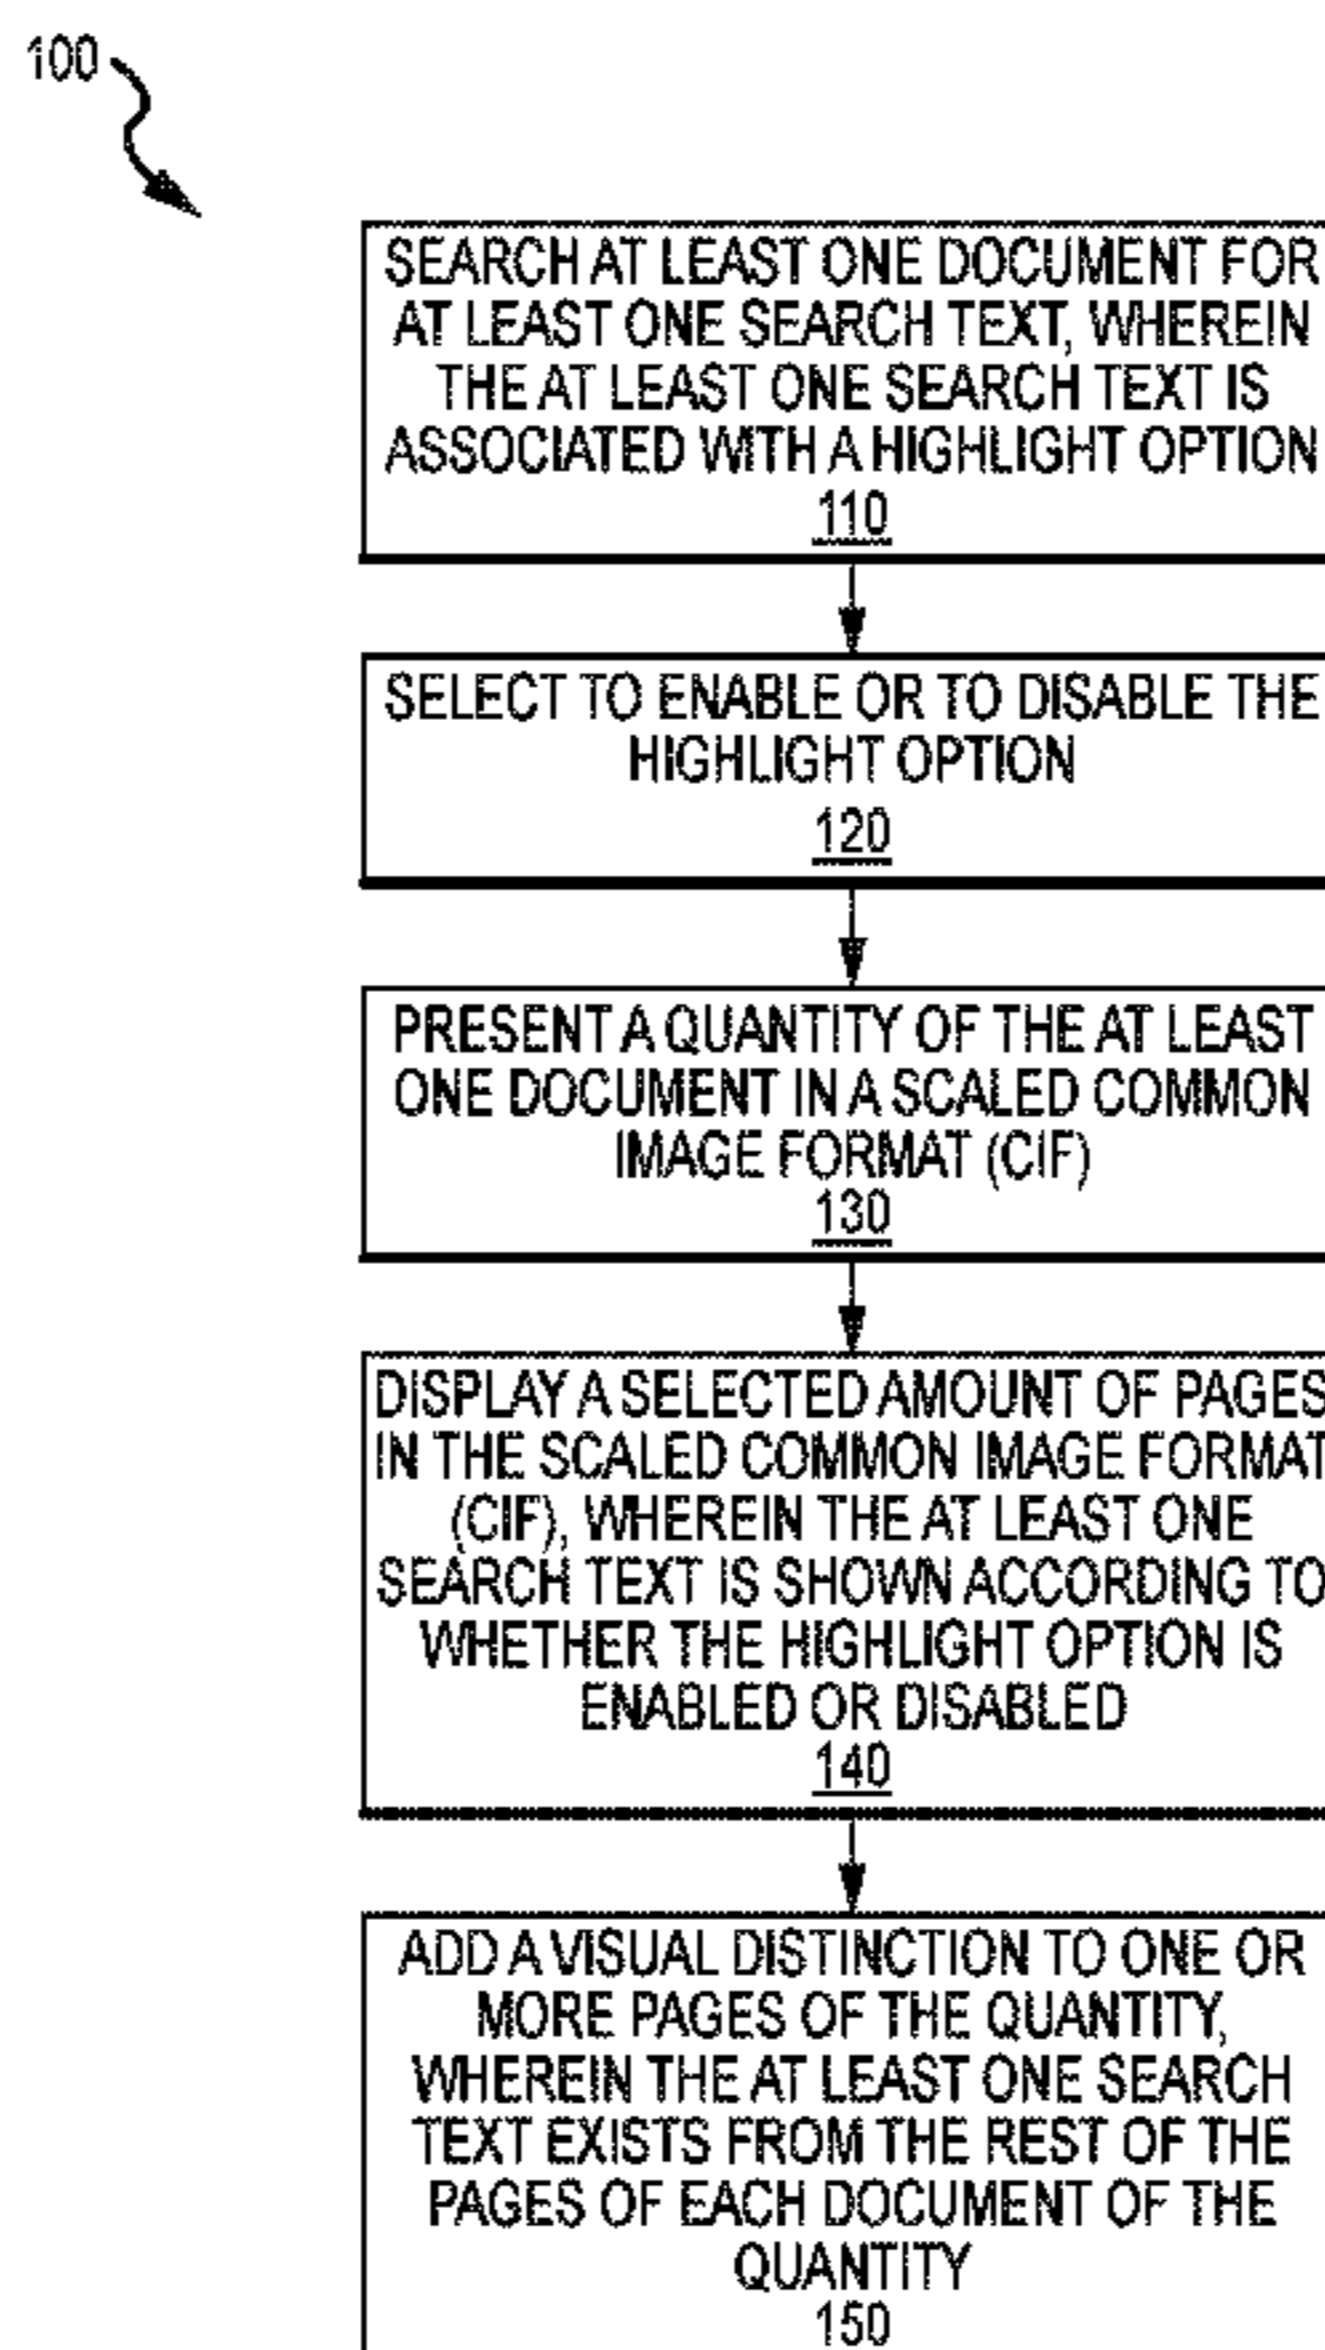 100
SEARCH AT LEAST ONE DOCUMENT FOR
AT LEAST ONE SEARCH TEXT, WHEREIN
THE AT LEAST ONE SEARCH TEXT IS
ASSOCIATED WITH A HIGHLIGHT OPTION
110
SELECT TO ENABLE OR TO DISABLE THE
HIGHLIGHT OPTION
120
PRESENT A QUANTITY OF THE AT LEAST
ONE DOCUMENT IN A SCALED COMMON
IMAGE FORMAT (CIF)
130
DISPLAY A SELECTED AMOUNT OF PAGES
IN THE SCALED COMMON IMAGE FORMAT
(CIF), WHEREIN THE AT LEAST ONE
SEARCH TEXT IS SHOWN ACCORDING TO
WHETHER THE HIGHLIGHT OPTION IS
ENABLED OR DISABLED
140
ADD A VISUAL DISTINCTION TO ONE OR
MORE PAGES OF THE QUANTITY,
WHEREIN THE AT LEAST ONE SEARCH
TEXT EXISTS FROM THE REST OF THE
PAGES OF EACH DOCUMENT OF THE
QUANTITY
150